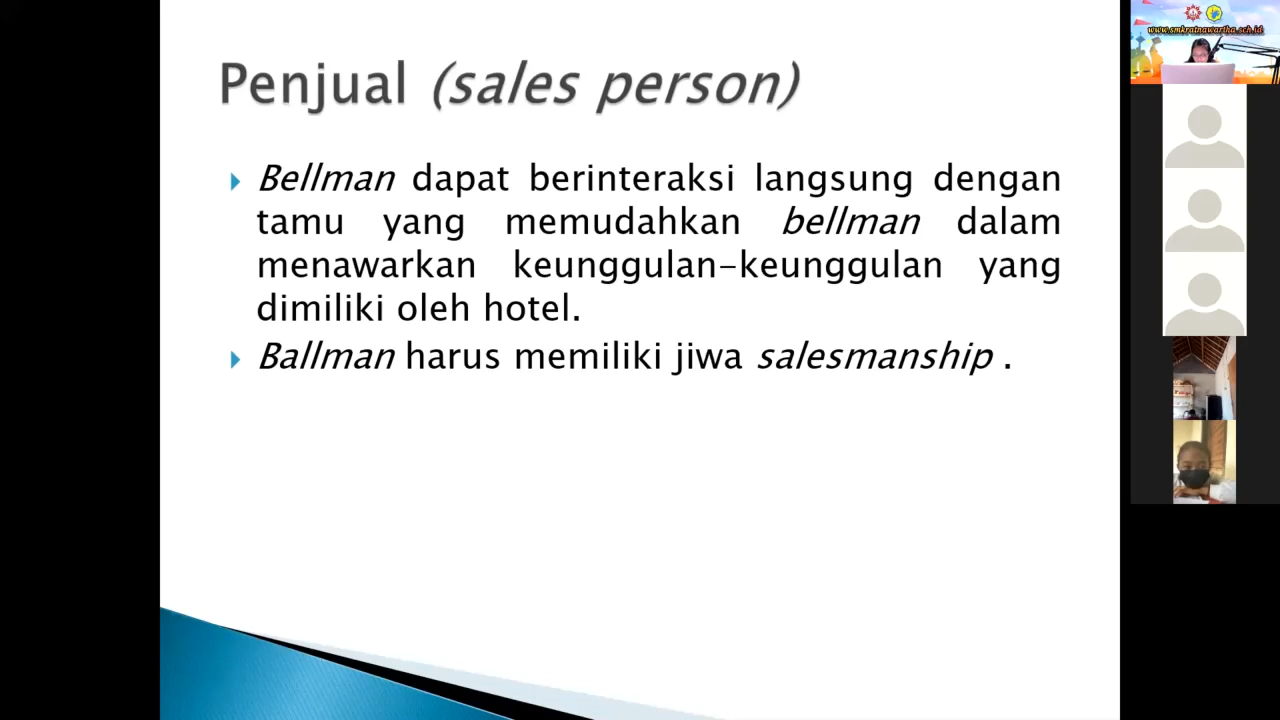 Penjual (sales person)
Bellman dapat berinteraksi langsung dengan
tamu yang memudahkan bellman dalam
menawarkan keunggulan-keunggulan yang
dimiliki oleh hotel.
Ballman harus memiliki jiwa salesmanship .
www.smkratnawartha.sch.id